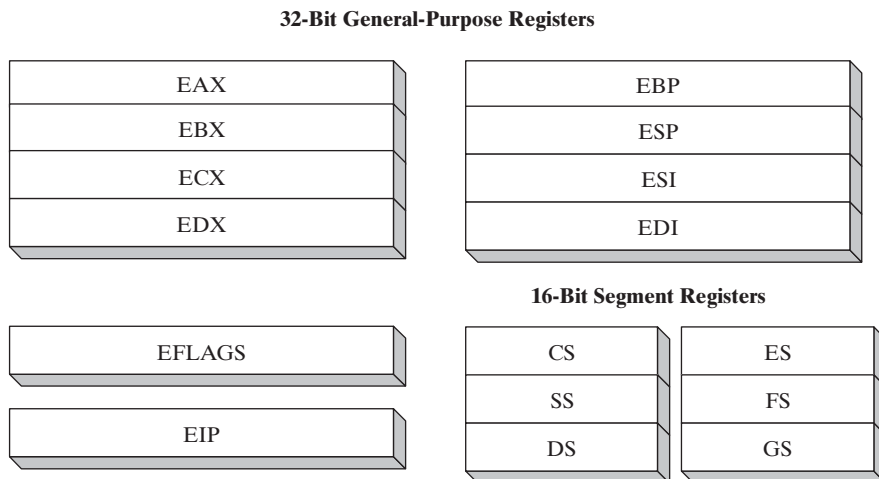 32-Bit General-Purpose Registers
EAX
EBX
ECX
EDX
EBP
ESP
ESI
EDI
16-Bit Segment Registers
EFLAGS
EIP
CS
SS
DS
ES
FS
GS